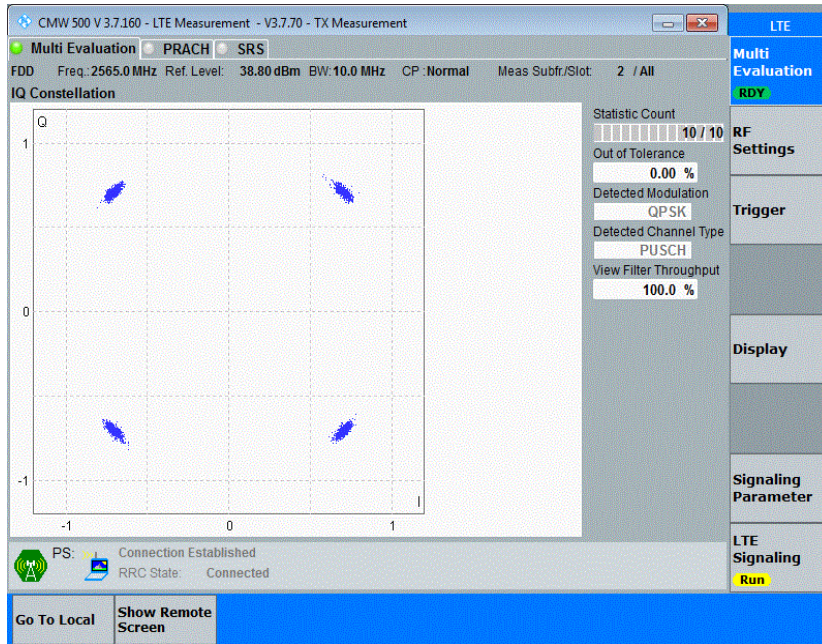 CMW 500 V 3.7.160 - LTE Measurement - V3.7.70 - TX Measurement
LTE
Multi Evaluation PRACH SRS
Multi
Evaluation
RDY
FDD Freq.:2565.0 MHz Ref. Level: 38.80 dBm BW:10.0 MHz CP :Normal Meas Subfr./Slot: 2 / All
IQ Constellation
Q
1
0
-1
-1
0
1
I
Statistic Count
10 / 10
Out of Tolerance
0.00 %
Detected Modulation
QPSK
Detected Channel Type
PUSCH
View Filter Throughput
100.0 %
RF
Settings
Trigger
Display
Signaling
Parameter
LTE
Signaling
Run
PS: Connection Established
RRC State: Connected
Go To Local
Show Remote
Screen